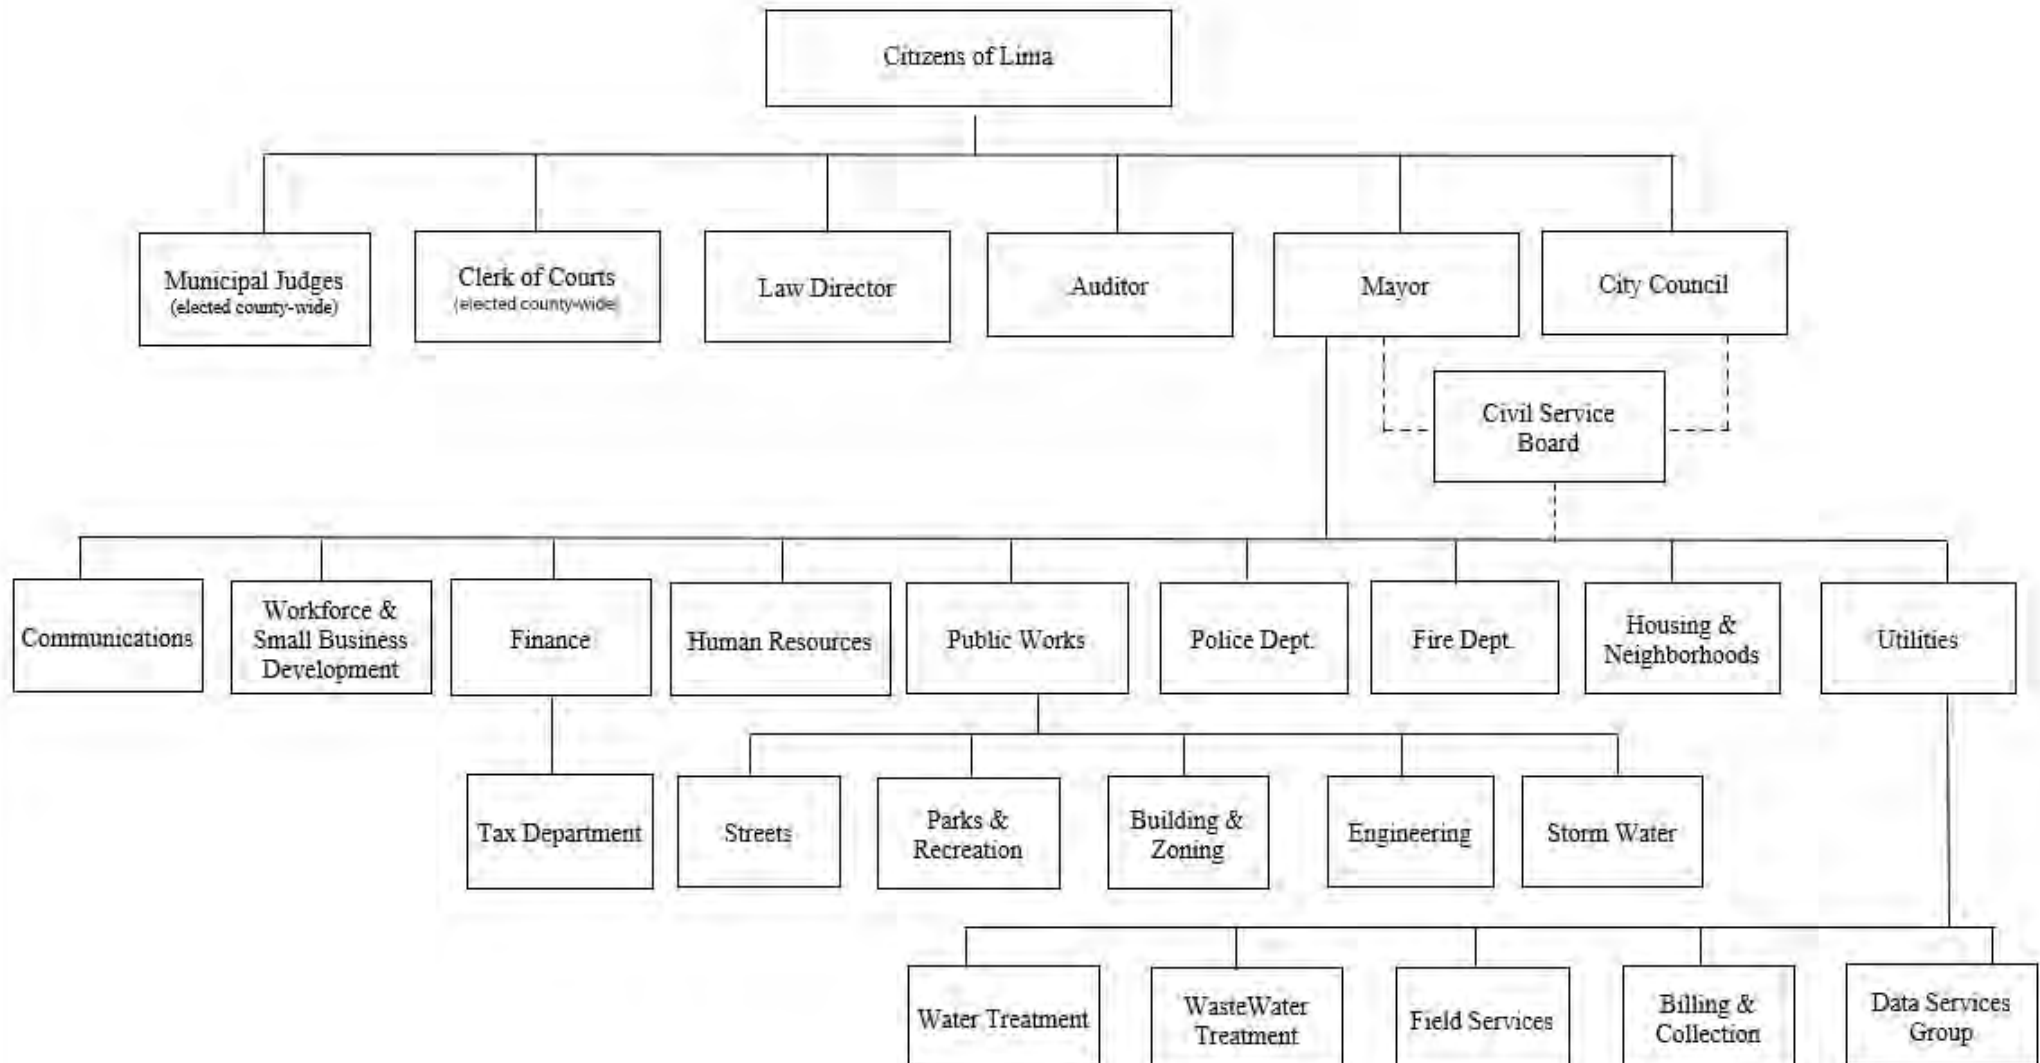 Citizens of Lima
Municipal Judges
(elected county-wide)
Clerk of Courts
(elected county-wide)
Law Director
Auditor
Mayor
City Council
Civil Service
Board
Communications
Workforce &
Small Business
Development
Finance
Human Resources
Public Works
Police Dept.
Fire Dept.
Housing &
Neighborhoods
Utilities
Tax Department
Streets
Parks &
Recreation
Building &
Zoning
Engineering
Storm Water
Water Treatment
WasteWater
Treatment
Field Services
Billing &
Collection
Data Services
Group